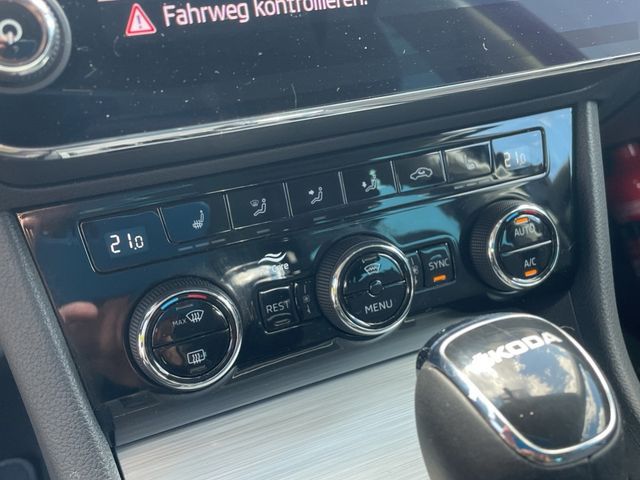 Fahrweg kontrollieren.
21.0
21.0
AUTO
A/C
SYNC
MENU
REST
MAX
ŠKODA